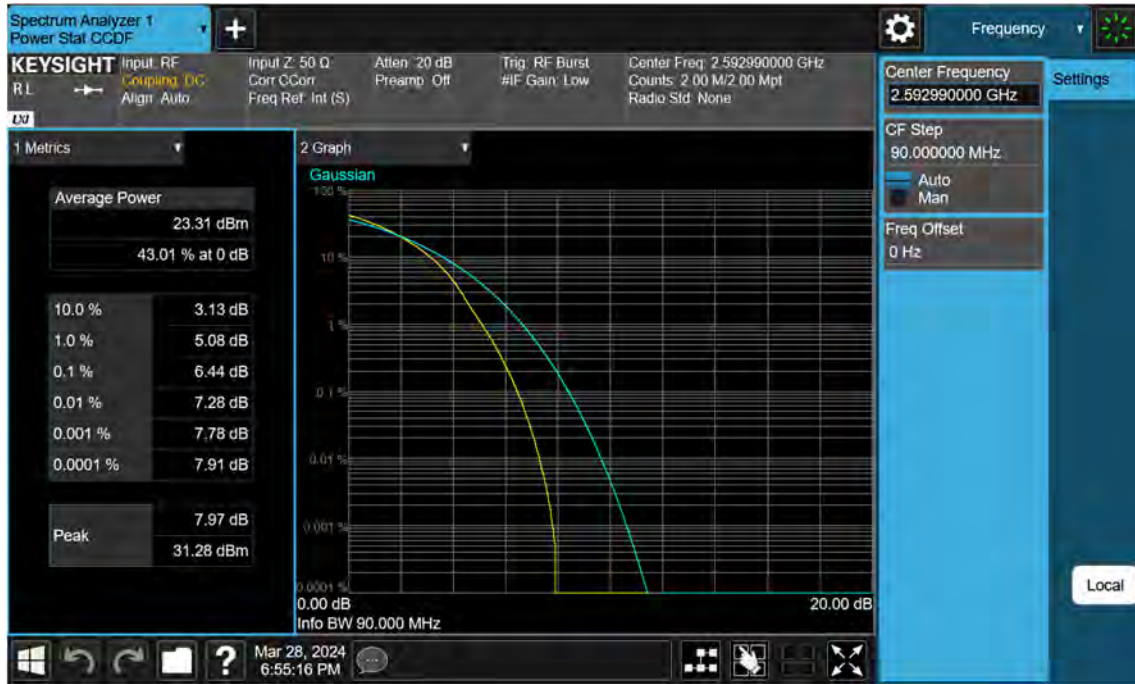 Spectrum Analyzer 1
Power Stat CCDF
+
Frequency
KEYSIGHT
RL
LXI
Input: RF
Coupling: DC
Align: Auto
Input Z: 50 Ω
Corr CCorr
Freq Ref: Int (S)
Atten: 20 dB
Preamp: Off
Trig: RF Burst
#IF Gain: Low
Center Freq: 2.592990000 GHz
Counts: 2.00 M/2.00 Mpt
Radio Std: None
Center Frequency
2.592990000 GHz
Settings
CF Step
90.000000 MHz
Auto
Man
Freq Offset
0 Hz
1 Metrics
Average Power
23.31 dBm
43.01 % at 0 dB
10.0 % 3.13 dB
1.0 % 5.08 dB
0.1 % 6.44 dB
0.01 % 7.28 dB
0.001 % 7.78 dB
0.0001 % 7.91 dB
Peak
7.97 dB
31.28 dBm
2 Graph
Gaussian
100 %
10 %
1 %
0.1 %
0.01 %
0.001 %
0.0001 %
0.00 dB 20.00 dB
Info BW 90.000 MHz
Local
?
Mar 28, 2024
6:55:16 PM